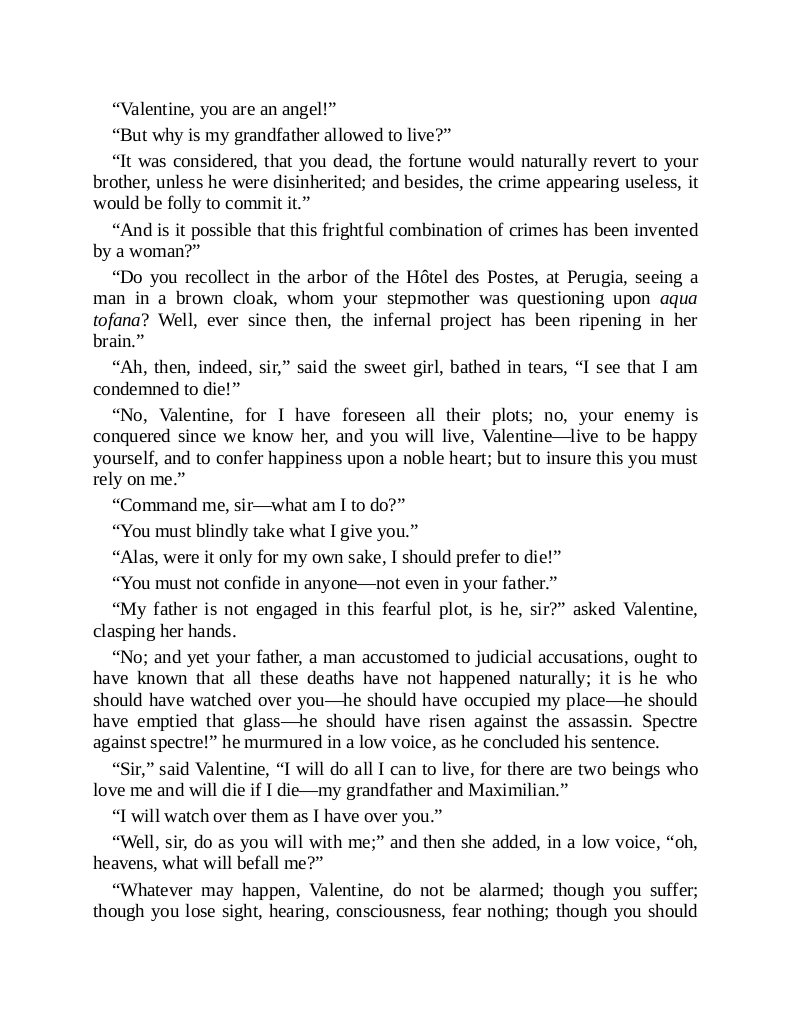 “Valentine, you are an angel!”
“But why is my grandfather allowed to live?”
“It was considered, that you dead, the fortune would naturally revert to your
brother, unless he were disinherited; and besides, the crime appearing useless, it
would be folly to commit it.”
“And is it possible that this frightful combination of crimes has been invented
by a woman?”
“Do you recollect in the arbor of the Hôtel des Postes, at Perugia, seeing a
man in a brown cloak, whom your stepmother was questioning upon aqua
tofana? Well, ever since then, the infernal project has been ripening in her
brain.”
“Ah, then, indeed, sir,” said the sweet girl, bathed in tears, “I see that I am
condemned to die!”
“No, Valentine, for I have foreseen all their plots; no, your enemy is
conquered since we know her, and you will live, Valentine—live to be happy
yourself, and to confer happiness upon a noble heart; but to insure this you must
rely on me.”
“Command me, sir—what am I to do?”
“You must blindly take what I give you.”
“Alas, were it only for my own sake, I should prefer to die!”
“You must not confide in anyone—not even in your father.”
“My father is not engaged in this fearful plot, is he, sir?” asked Valentine,
clasping her hands.
“No; and yet your father, a man accustomed to judicial accusations, ought to
have known that all these deaths have not happened naturally; it is he who
should have watched over you—he should have occupied my place—he should
have emptied that glass—he should have risen against the assassin. Spectre
against spectre!” he murmured in a low voice, as he concluded his sentence.
“Sir,” said Valentine, “I will do all I can to live, for there are two beings who
love me and will die if I die—my grandfather and Maximilian.”
“I will watch over them as I have over you.”
“Well, sir, do as you will with me;” and then she added, in a low voice, “oh,
heavens, what will befall me?”
“Whatever may happen, Valentine, do not be alarmed; though you suffer;
though you lose sight, hearing, consciousness, fear nothing; though you should